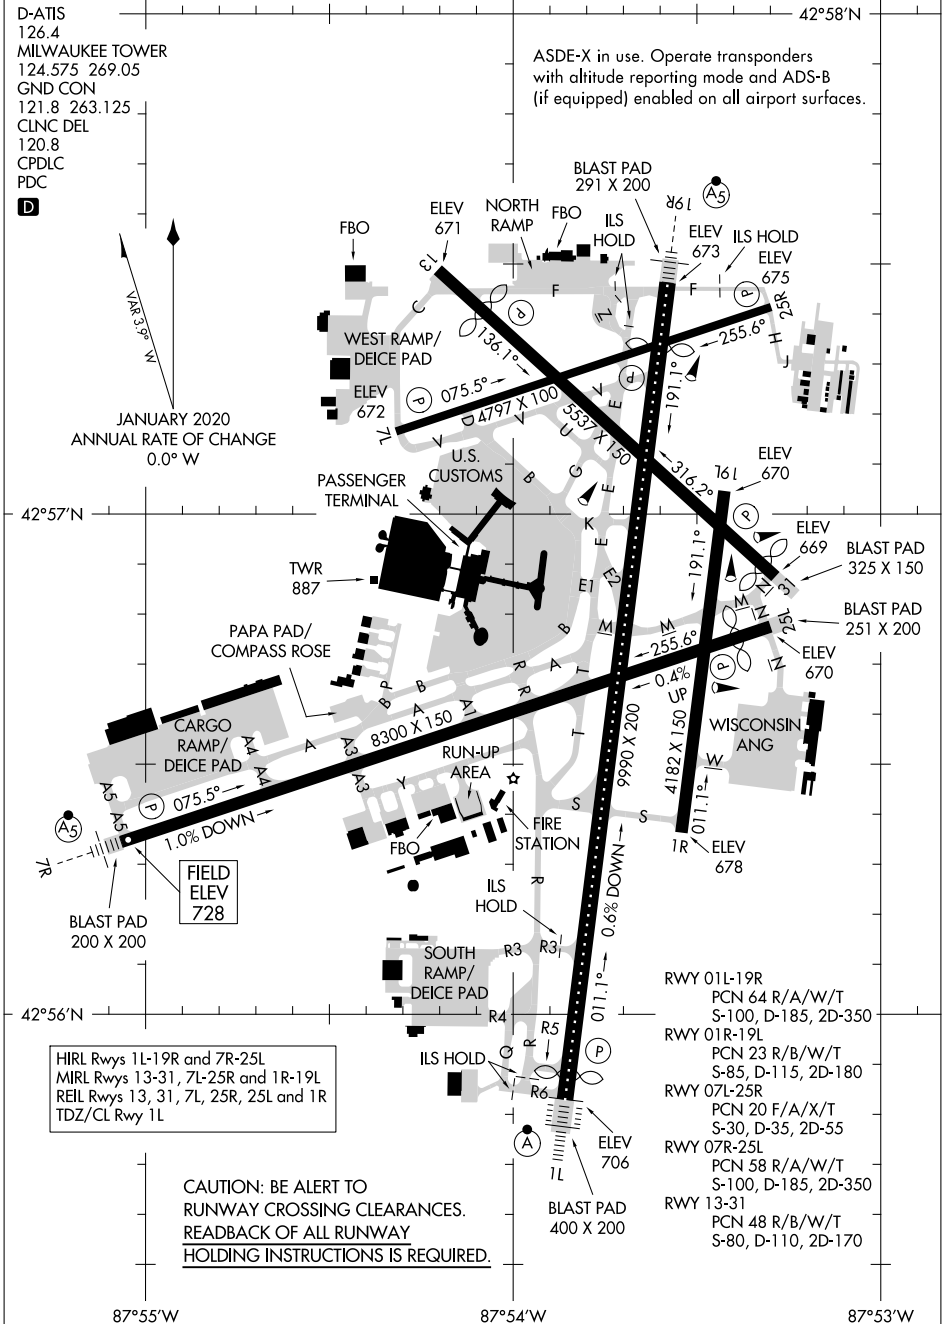 D-ATIS
126.4
MILWAUKEE TOWER
124.575 269.05
GND CON
121.8 263.125
CLNC DEL
120.8
CPDLC
PDC
D
42°58'N
ASDE-X in use. Operate transponders
with altitude reporting mode and ADS-B
(if equipped) enabled on all airport surfaces.
VAR 3.9° W
JANUARY 2020
ANNUAL RATE OF CHANGE
0.0° W
BLAST PAD
291 X 200
A5
19R
FBO
ELEV
671
NORTH
RAMP
FBO
ILS
HOLD
ELEV
673
ILS HOLD
ELEV
675
13
C
F
Z
F
P
25R
H
J
WEST RAMP/
DEICE PAD
136.1°
P
255.6°
191.1°
P
ELEV
672
P
075.5°
4797 X 100
5537 X 150
7L
V
D
V
U
V
E
G
E
K
E
B
U.S.
CUSTOMS
PASSENGER
TERMINAL
316.2°
19L
ELEV
670
42°57'N
P
ELEV
669
31
BLAST PAD
325 X 150
191.1°
TWR
887
E1
E2
B
M
M
M
N
N
N
25L
BLAST PAD
251 X 200
ELEV
670
255.6°
0.4%
UP
P
PAPA PAD/
COMPASS ROSE
P
B
B
A
A
A1
R
R
R
A
T
T
T
8300 X 150
9990 X 200
4182 X 150
WISCONSIN
ANG
W
CARGO
RAMP/
DEICE PAD
A4
A4
A
A3
A3
Y
RUN-UP
AREA
A5
A5
P
075.5°
1.0% DOWN
A5
7R
FIELD
ELEV
728
BLAST PAD
200 X 200
FBO
FIRE
STATION
S
S
011.1°
1R
ELEV
678
0.6% DOWN
ILS
HOLD
R
R3
R3
SOUTH
RAMP/
DEICE PAD
011.1°
42°56'N
R4
R5
Q
R
P
ILS HOLD
R6
HIRL Rwys 1L-19R and 7R-25L
MIRL Rwys 13-31, 7L-25R and 1R-19L
REIL Rwys 13, 31, 7L, 25R, 25L and 1R
TDZ/CL Rwy 1L
A
1L
ELEV
706
BLAST PAD
400 X 200
RWY 01L-19R
PCN 64 R/A/W/T
S-100, D-185, 2D-350
RWY 01R-19L
PCN 23 R/B/W/T
S-85, D-115, 2D-180
RWY 07L-25R
PCN 20 F/A/X/T
S-30, D-35, 2D-55
RWY 07R-25L
PCN 58 R/A/W/T
S-100, D-185, 2D-350
RWY 13-31
PCN 48 R/B/W/T
S-80, D-110, 2D-170
CAUTION: BE ALERT TO
RUNWAY CROSSING CLEARANCES.
READBACK OF ALL RUNWAY
HOLDING INSTRUCTIONS IS REQUIRED.
87°55'W
87°54'W
87°53'W